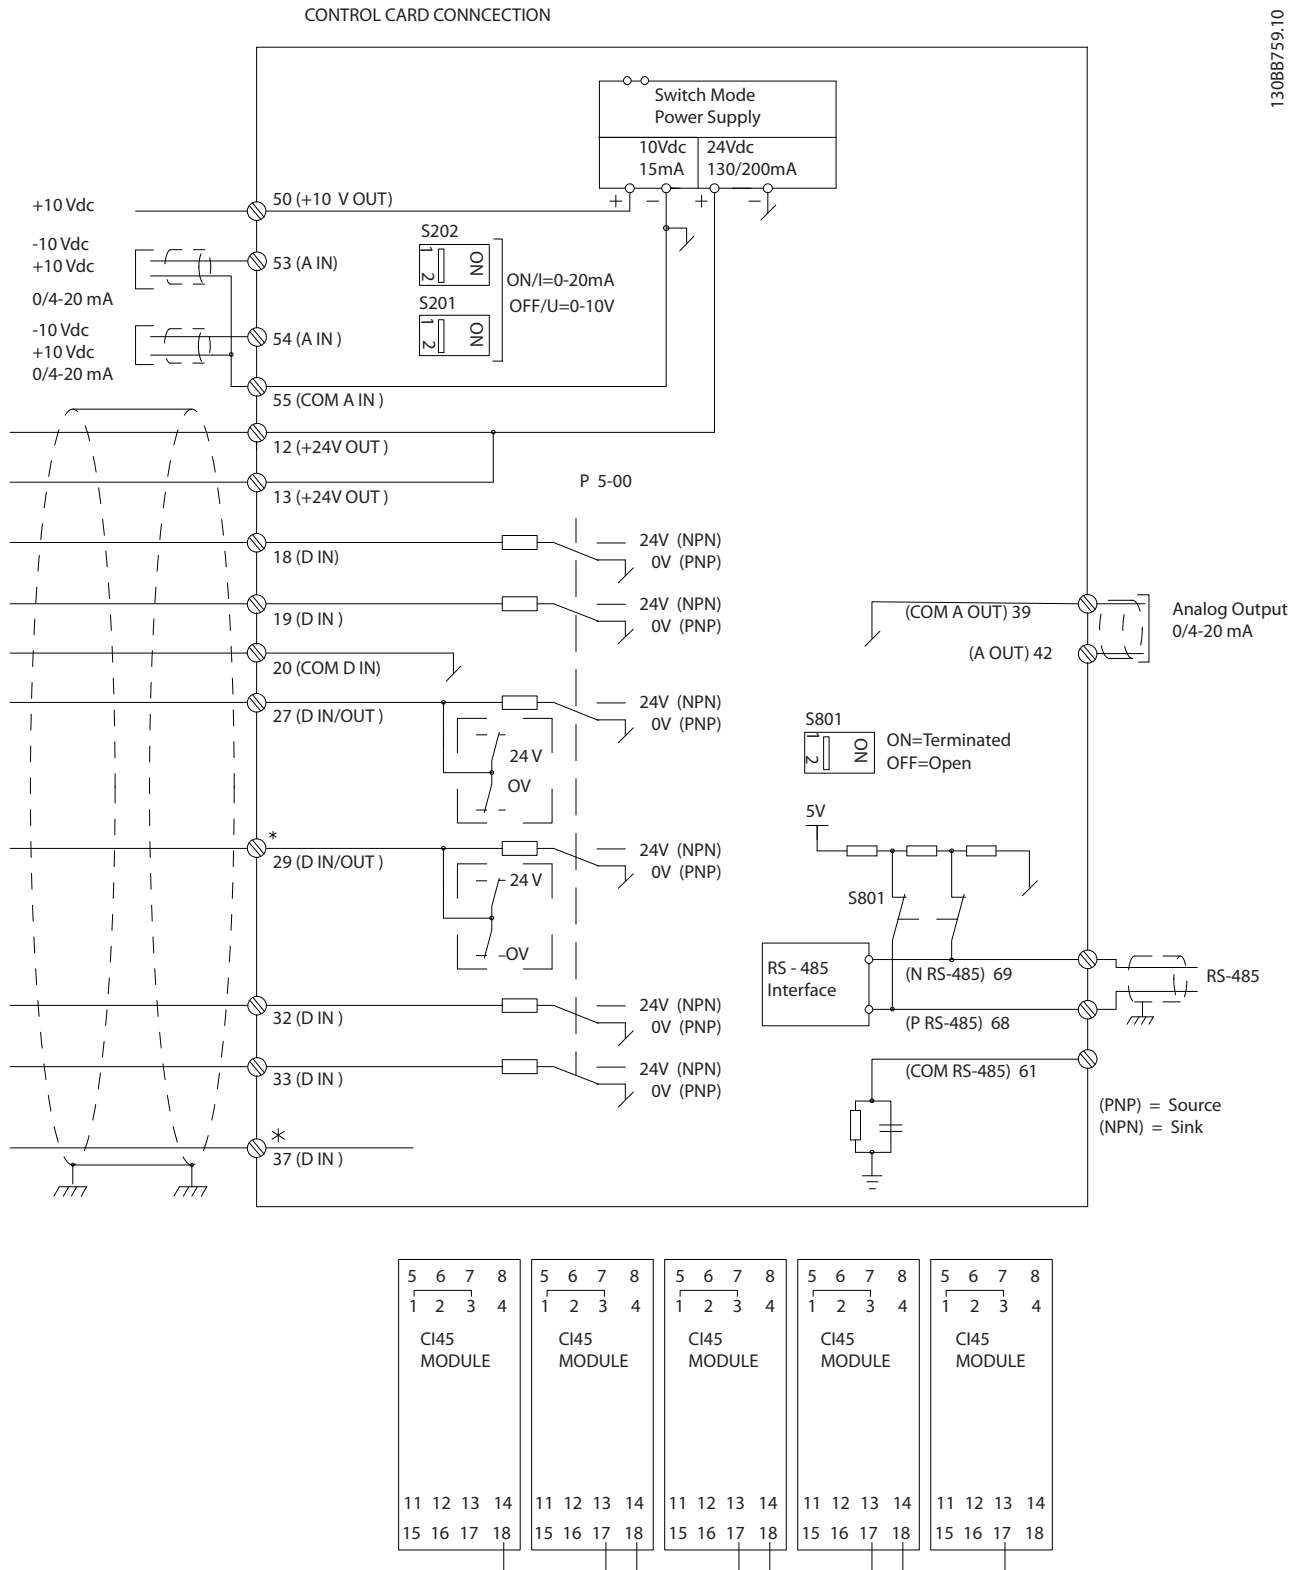 CONTROL CARD CONNCECTION
130BB759.10
Switch Mode
Power Supply
10Vdc
15mA
24Vdc
130/200mA
+ − + −
+10 Vdc
50 (+10 V OUT)
-10 Vdc
+10 Vdc
0/4-20 mA
53 (A IN)
S202
1 2 ON
ON/I=0-20mA
OFF/U=0-10V
S201
1 2 ON
-10 Vdc
+10 Vdc
0/4-20 mA
54 (A IN )
55 (COM A IN )
12 (+24V OUT )
13 (+24V OUT )
P 5-00
18 (D IN)
24V (NPN)
0V (PNP)
19 (D IN )
24V (NPN)
0V (PNP)
20 (COM D IN)
27 (D IN/OUT )
24V (NPN)
0V (PNP)
24 V
OV
*
29 (D IN/OUT )
24V (NPN)
0V (PNP)
24 V
OV
32 (D IN )
24V (NPN)
0V (PNP)
33 (D IN )
24V (NPN)
0V (PNP)
*
37 (D IN )
(COM A OUT) 39
(A OUT) 42
Analog Output
0/4-20 mA
S801
1 2 ON
ON=Terminated
OFF=Open
5V
S801
RS - 485
Interface
(N RS-485) 69
(P RS-485) 68
RS-485
(COM RS-485) 61
(PNP) = Source
(NPN) = Sink
5 6 7 8
1 2 3 4
CI45
MODULE
11 12 13 14
15 16 17 18
5 6 7 8
1 2 3 4
CI45
MODULE
11 12 13 14
15 16 17 18
5 6 7 8
1 2 3 4
CI45
MODULE
11 12 13 14
15 16 17 18
5 6 7 8
1 2 3 4
CI45
MODULE
11 12 13 14
15 16 17 18
5 6 7 8
1 2 3 4
CI45
MODULE
11 12 13 14
15 16 17 18